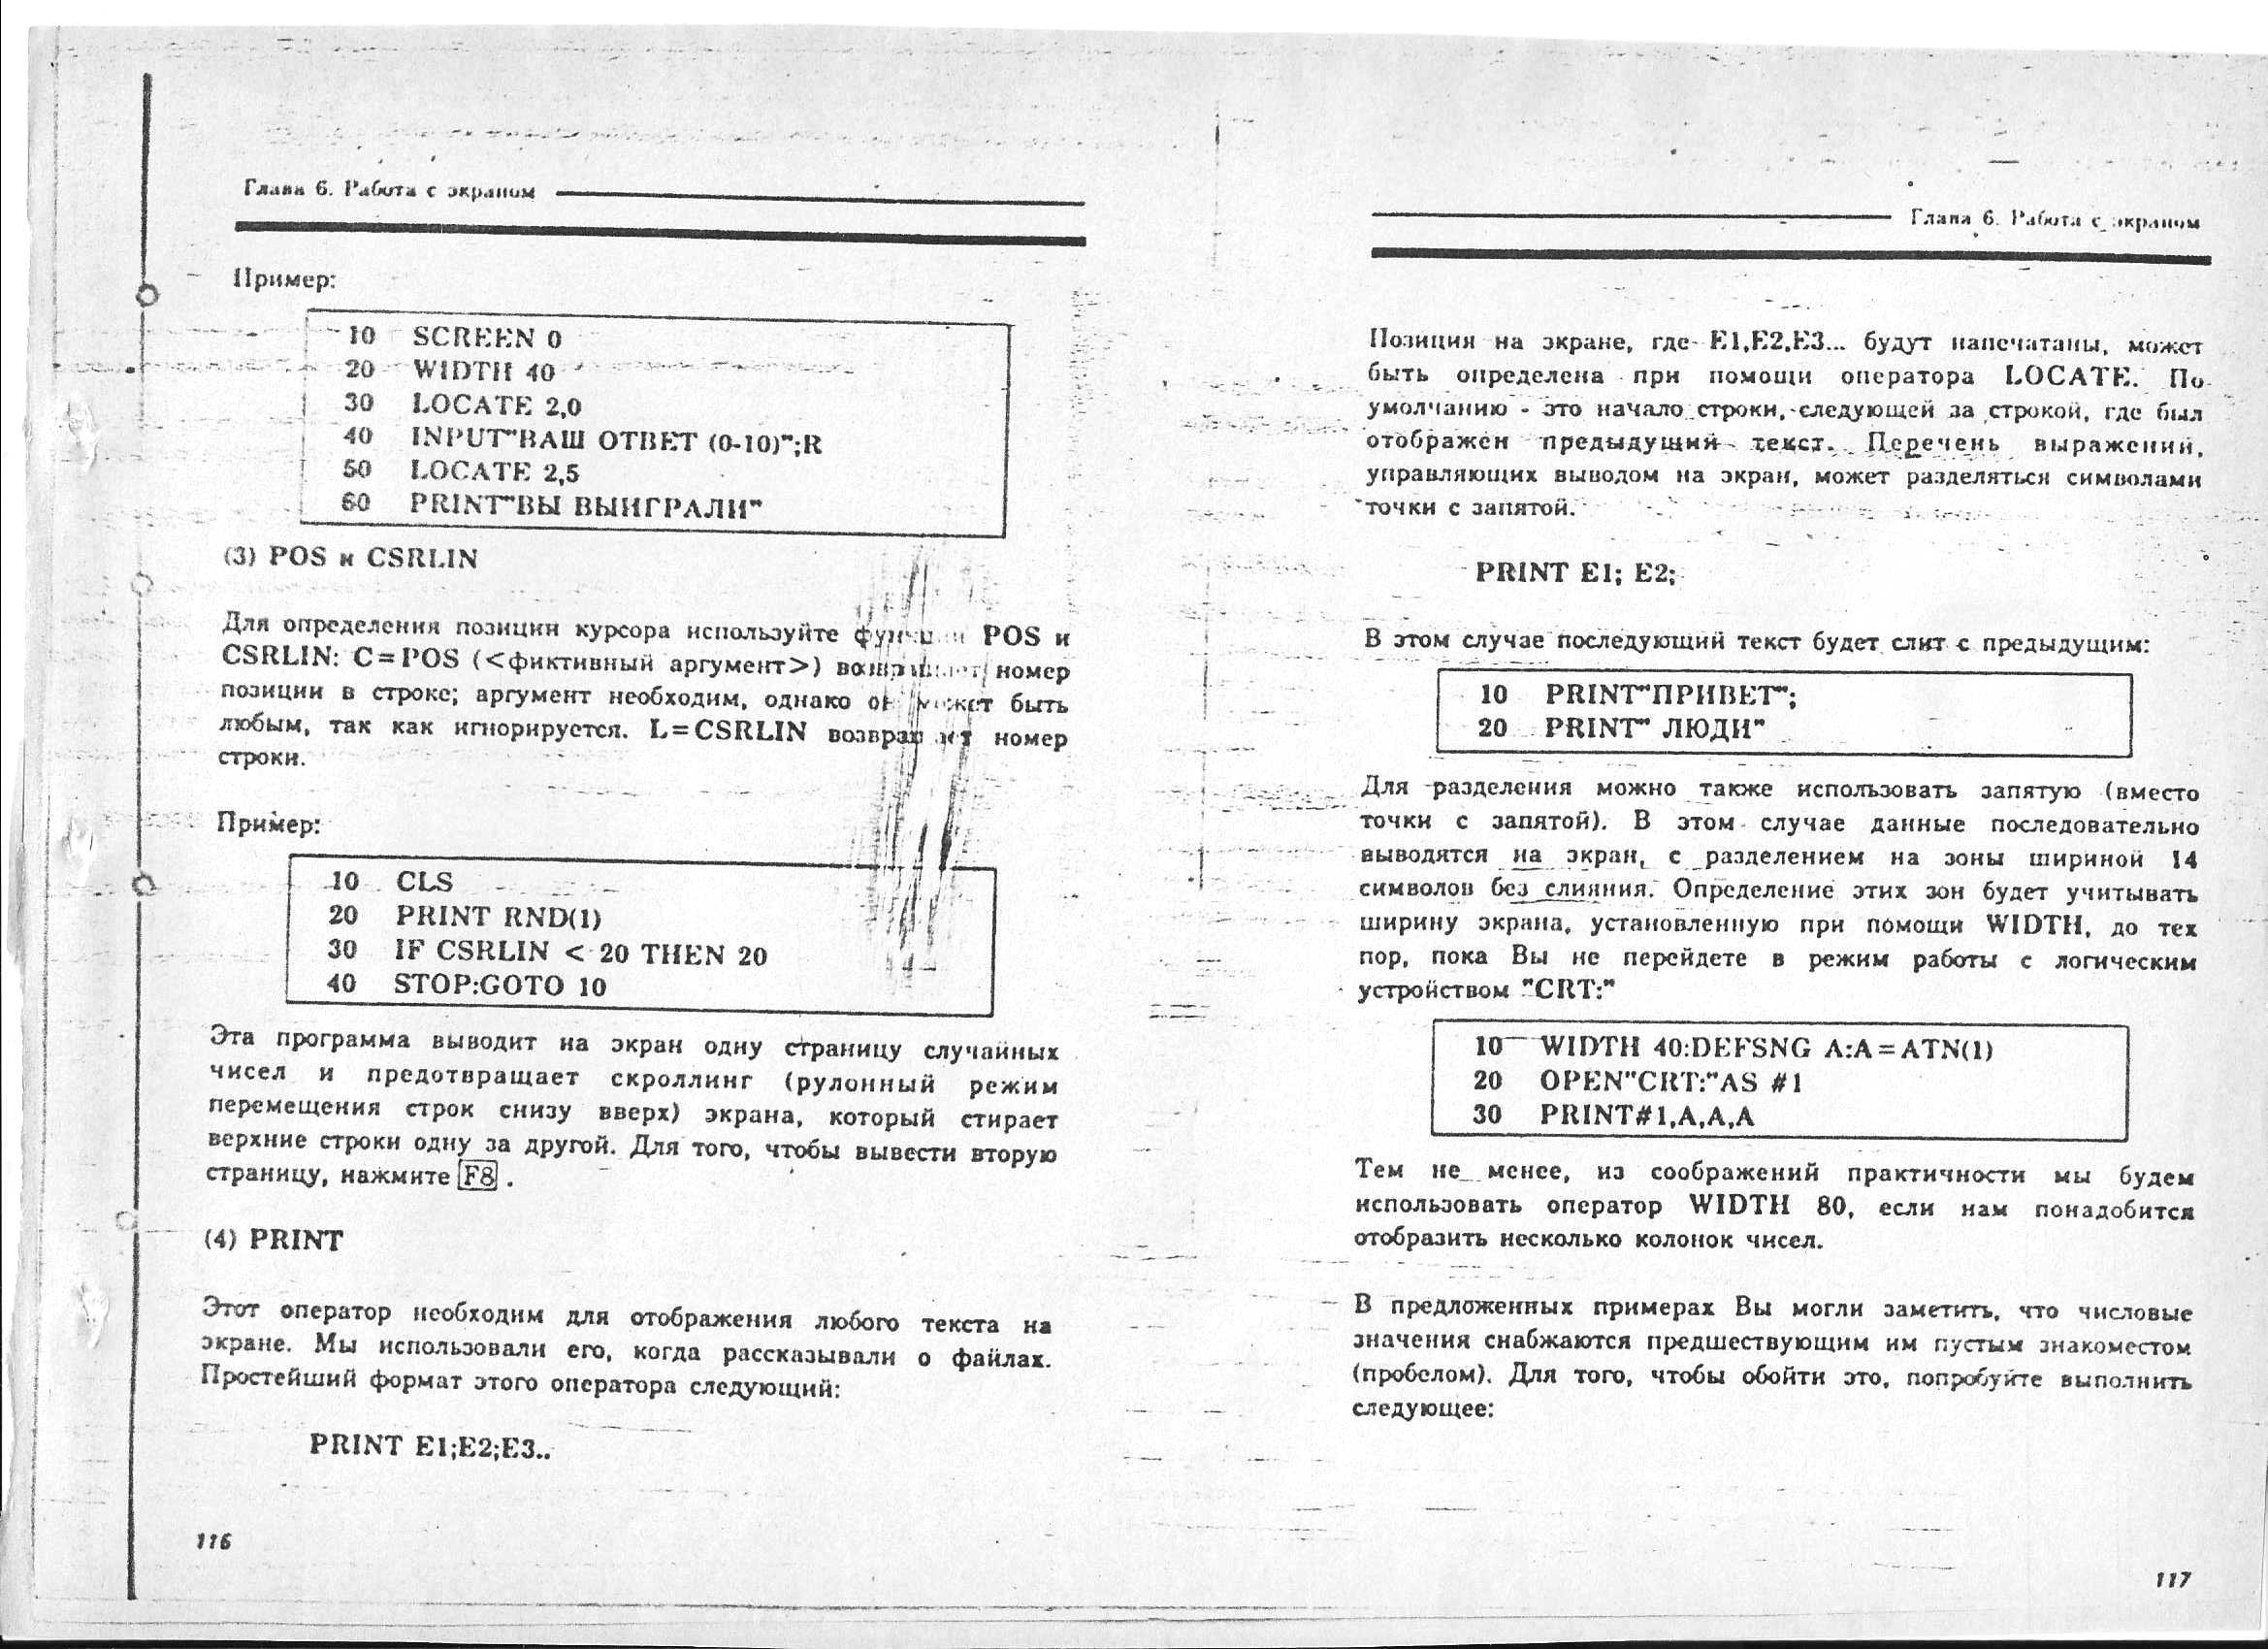 Глава 6. Работа с экраном
Пример:
10 SCREEN 0
20 WIDTH 40
30 LOCATE 2,0
40 INPUT"ВАШ ОТВЕТ (0-10)";R
50 LOCATE 2,5
60 PRINT"ВЫ ВЫИГРАЛИ"
(3) POS и CSRLIN
Для определения позиции курсора используйте функции POS и
CSRLIN: C=POS (<фиктивный аргумент>) возвращает номер
позиции в строке; аргумент необходим, однако он может быть
любым, так как игнорируется. L=CSRLIN возвращает номер
строки.
Пример:
10 CLS
20 PRINT RND(1)
30 IF CSRLIN < 20 THEN 20
40 STOP:GOTO 10
Эта программа выводит на экран одну страницу случайных
чисел и предотвращает скроллинг (рулонный режим
перемещения строк снизу вверх) экрана, который стирает
верхние строки одну за другой. Для того, чтобы вывести вторую
страницу, нажмите F8 .
(4) PRINT
Этот оператор необходим для отображения любого текста на
экране. Мы использовали его, когда рассказывали о файлах.
Простейший формат этого оператора следующий:
PRINT E1;E2;E3..
116
Глава 6. Работа с экраном
Позиция на экране, где E1,E2,E3... будут напечатаны, может
быть определена при помощи оператора LOCATE. По
умолчанию - это начало строки, следующей за строкой, где был
отображен предыдущий текст. Перечень выражений,
управляющих выводом на экран, может разделяться символами
точки с запятой.
PRINT E1; E2;
В этом случае последующий текст будет слит с предыдущим:
10 PRINT"ПРИВЕТ";
20 PRINT" ЛЮДИ"
Для разделения можно также использовать запятую (вместо
точки с запятой). В этом случае данные последовательно
выводятся на экран, с разделением на зоны шириной 14
символов без слияния. Определение этих зон будет учитывать
ширину экрана, установленную при помощи WIDTH, до тех
пор, пока Вы не перейдете в режим работы с логическим
устройством "CRT:"
10 WIDTH 40:DEFSNG A:A=ATN(1)
20 OPEN"CRT:"AS #1
30 PRINT#1,A,A,A
Тем не менее, из соображений практичности мы будем
использовать оператор WIDTH 80, если нам понадобится
отобразить несколько колонок чисел.
В предложенных примерах Вы могли заметить, что числовые
значения снабжаются предшествующим им пустым знакоместом
(пробелом). Для того, чтобы обойти это, попробуйте выполнить
следующее:
117